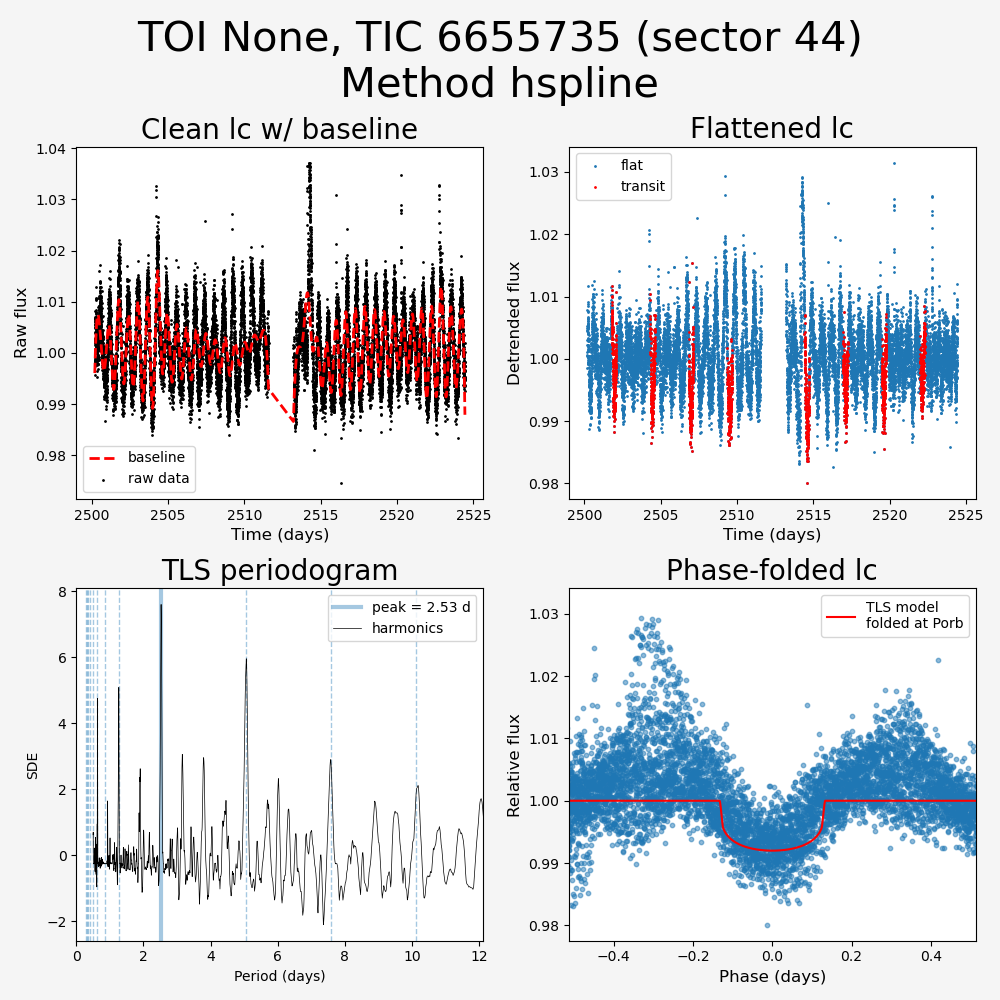 TOI None, TIC 6655735 (sector 44)
Method hspline
Clean lc w/ baseline
Raw flux
1.04
1.03
1.02
1.01
1.00
0.99
0.98
baseline
raw data
2500
2505
2510
2515
2520
2525
Time (days)
Flattened lc
Detrended flux
1.03
1.02
1.01
1.00
0.99
0.98
flat
transit
2500
2505
2510
2515
2520
2525
Time (days)
TLS periodogram
SDE
8
6
4
2
0
−2
peak = 2.53 d
harmonics
0
2
4
6
8
10
12
Period (days)
Phase-folded lc
Relative flux
1.03
1.02
1.01
1.00
0.99
0.98
TLS model
folded at Porb
−0.4
−0.2
0.0
0.2
0.4
Phase (days)